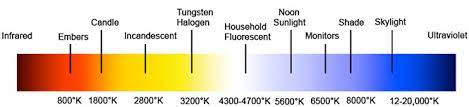 Infrared
Embers
Candle
Incandescent
Tungsten
Halogen
Household
Fluorescent
Noon
Sunlight
Monitors
Shade
Skylight
Ultraviolet
800°K
1800°K
2800°K
3200°K
4300-4700°K
5600°K
6500°K
8000°K
12-20,000°K